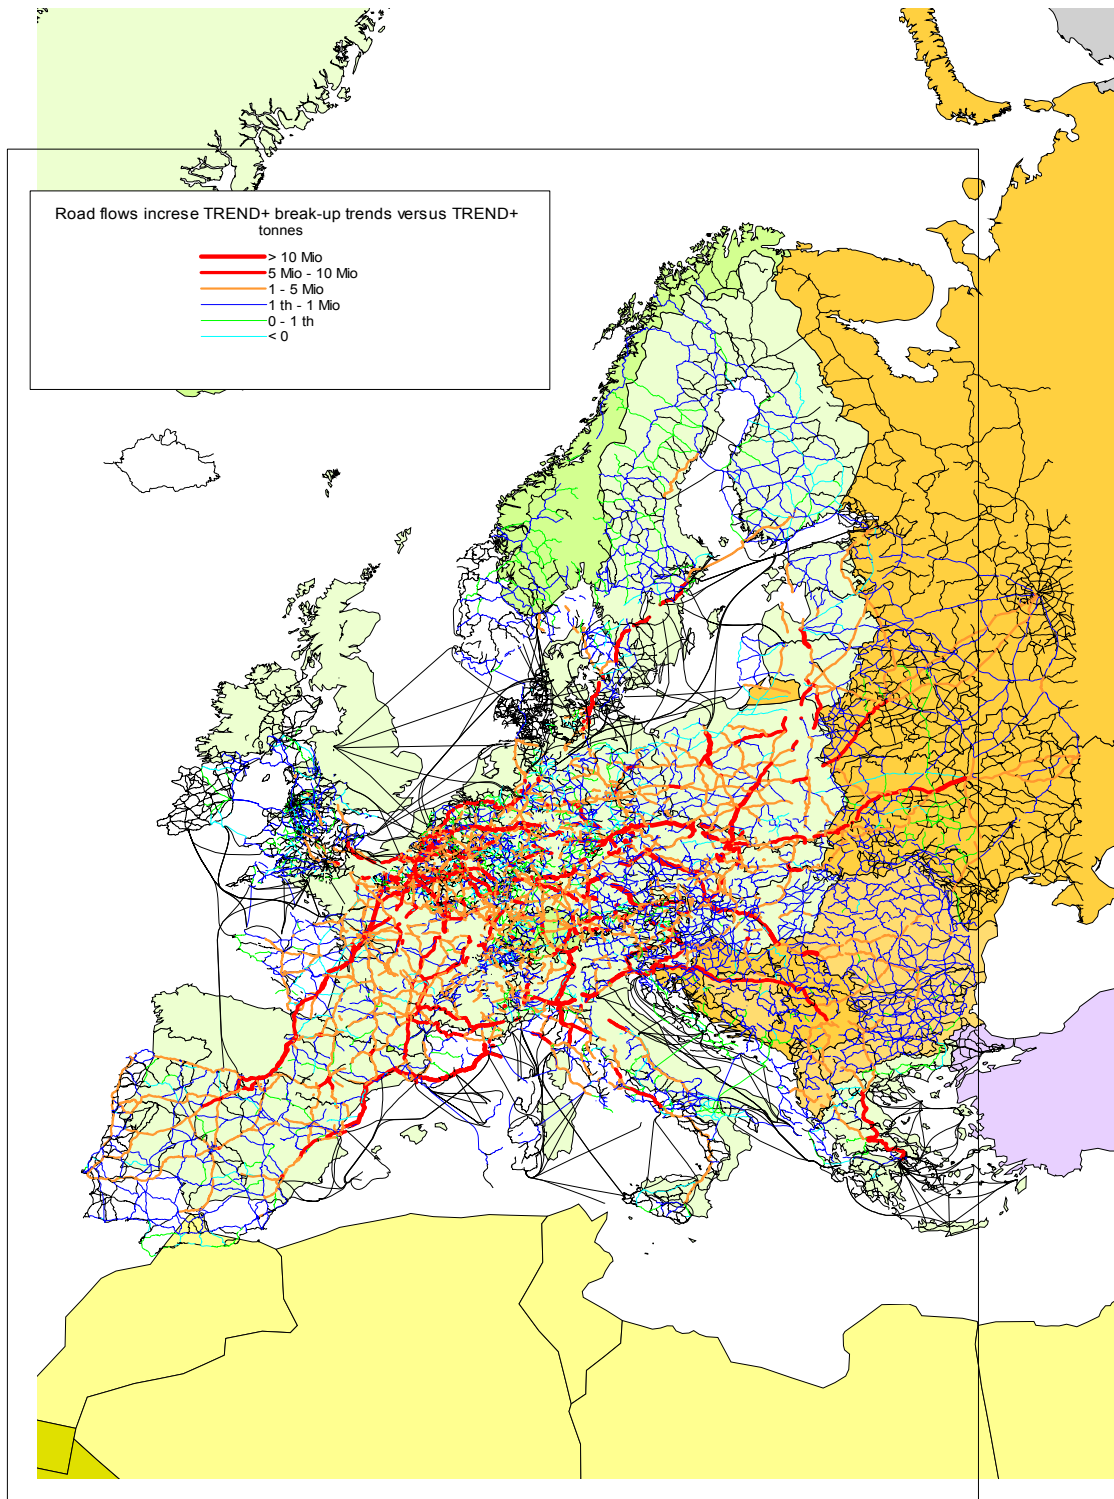 Road flows increse TREND+ break-up trends versus TREND+
tonnes
> 10 Mio
5 Mio - 10 Mio
1 - 5 Mio
1 th - 1 Mio
0 - 1 th
< 0